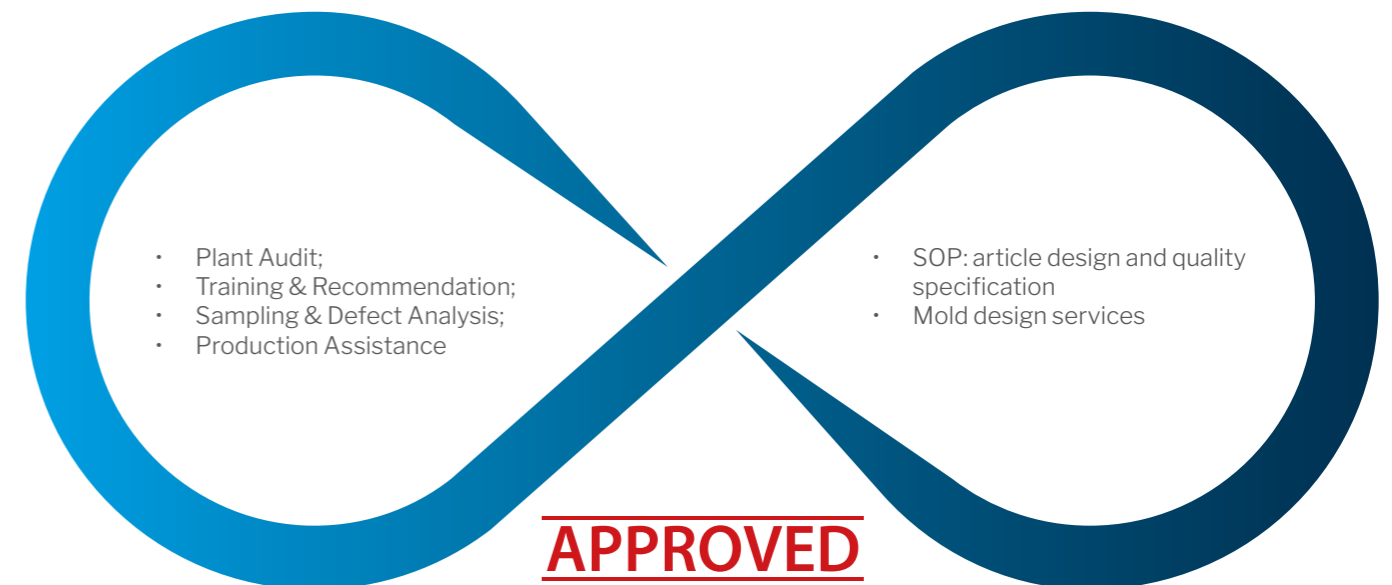 • Plant Audit;
• Training & Recommendation;
• Sampling & Defect Analysis;
• Production Assistance
• SOP: article design and quality
specification
• Mold design services
APPROVED